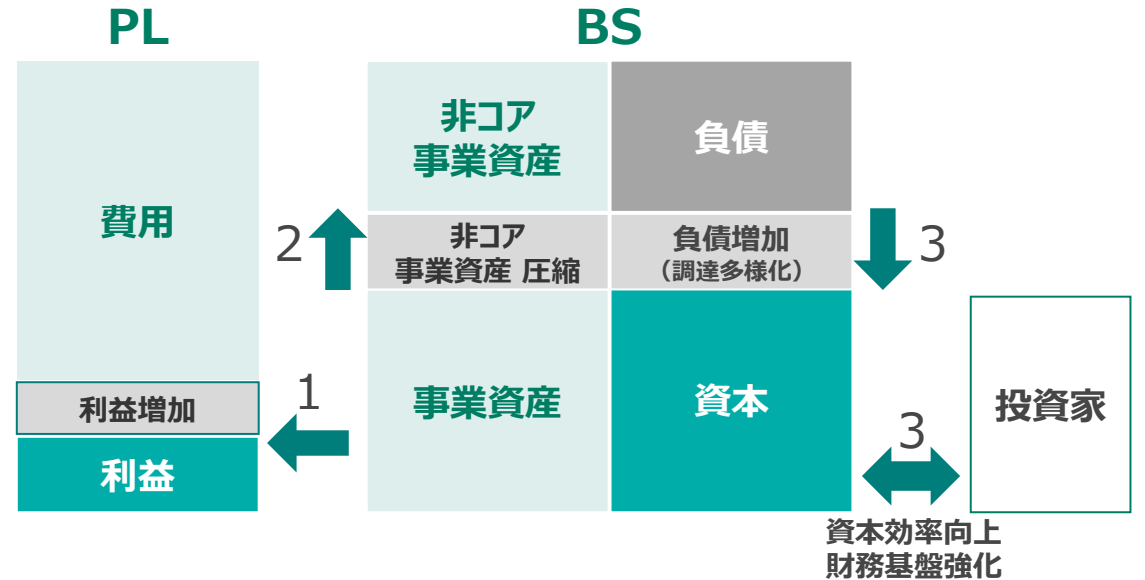 PL
BS
費用
利益増加
利益
2
1
非コア
事業資産
負債
非コア
事業資産 圧縮
負債増加
（調達多様化）
3
事業資産
資本
3
投資家
資本効率向上
財務基盤強化